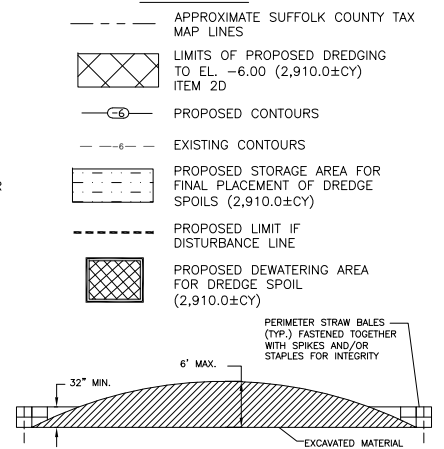 APPROXIMATE SUFFOLK COUNTY TAX
MAP LINES
LIMITS OF PROPOSED DREDGING
TO EL. -6.00 (2,910.0±CY)
ITEM 2D
-6
PROPOSED CONTOURS
-6
EXISTING CONTOURS
R
PROPOSED STORAGE AREA FOR
FINAL PLACEMENT OF DREDGE
SPOILS (2,910.0±CY)
PROPOSED LIMIT IF
DISTURBANCE LINE
PROPOSED DEWATERING AREA
FOR DREDGE SPOIL
(2,910.0±CY)
PERIMETER STRAW BALES
(TYP.) FASTENED TOGETHER
WITH SPIKES AND/OR
STAPLES FOR INTEGRITY
6' MAX.
32" MIN.
EXCAVATED MATERIAL